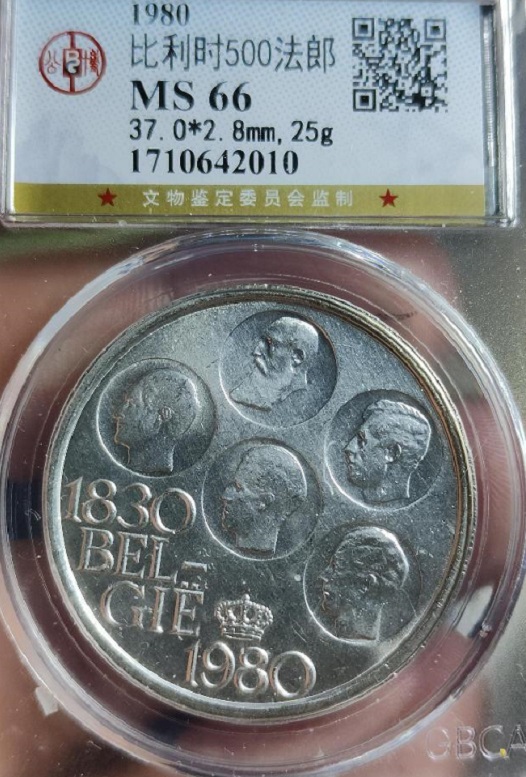 1980
比利时500法郎
MS 66
37.0*2.8mm, 25g
1710642010
★ 文物鉴定委员会监制 ★
1830
BEL-
GIË
1980
GBCA